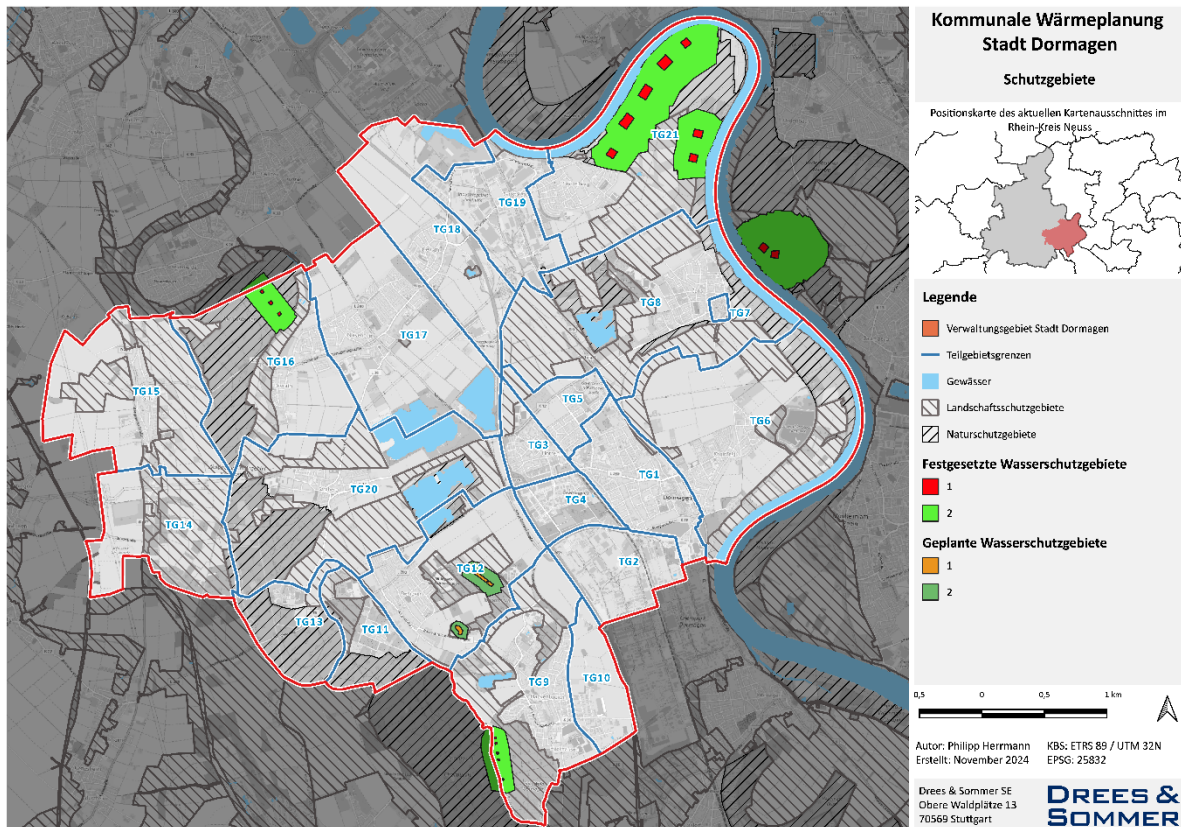 Kommunale Wärmeplanung
Stadt Dormagen
Schutzgebiete
Positionskarte des aktuellen Kartenausschnittes im
Rhein-Kreis Neuss
Legende
Verwaltungsgebiet Stadt Dormagen
Teilgebietsgrenzen
Gewässer
Landschaftsschutzgebiete
Naturschutzgebiete
Festgesetzte Wasserschutzgebiete
1
2
Geplante Wasserschutzgebiete
1
2
0,5 0 0,5 1 km
Autor: Philipp Herrmann KBS: ETRS 89 / UTM 32N
Erstellt: November 2024 EPSG: 25832
Drees & Sommer SE
Obere Waldplätze 13
70569 Stuttgart
DREES &
SOMMER
TG21
TG19
TG18
TG8
TG7
TG17
TG16
TG15
TG5
TG6
TG3
TG1
TG20
TG4
TG14
TG2
TG12
TG13
TG11
TG9
TG10
Dormagen